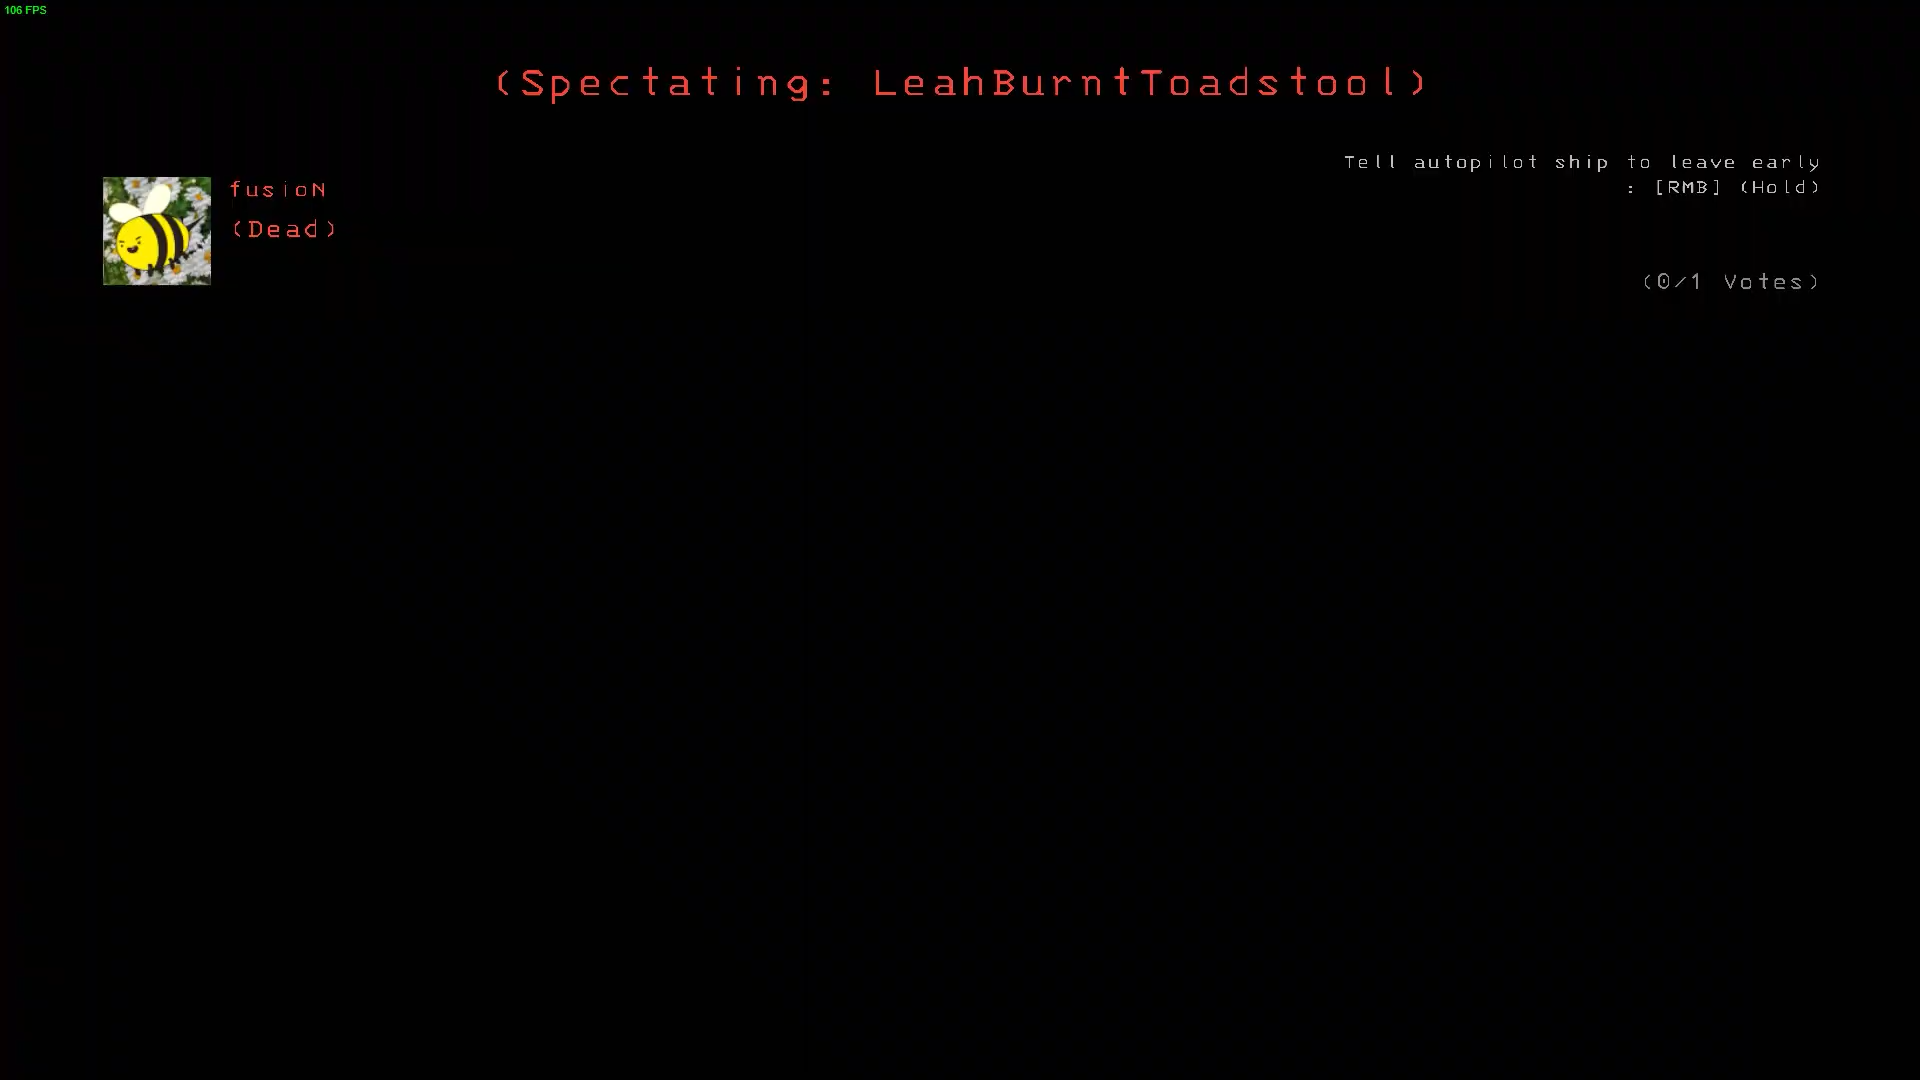 106 FPS
(Spectating: LeahBurntToadstool)
Tell autopilot ship to leave early
: [RMB] (Hold)
fusioN
(Dead)
(0/1 Votes)